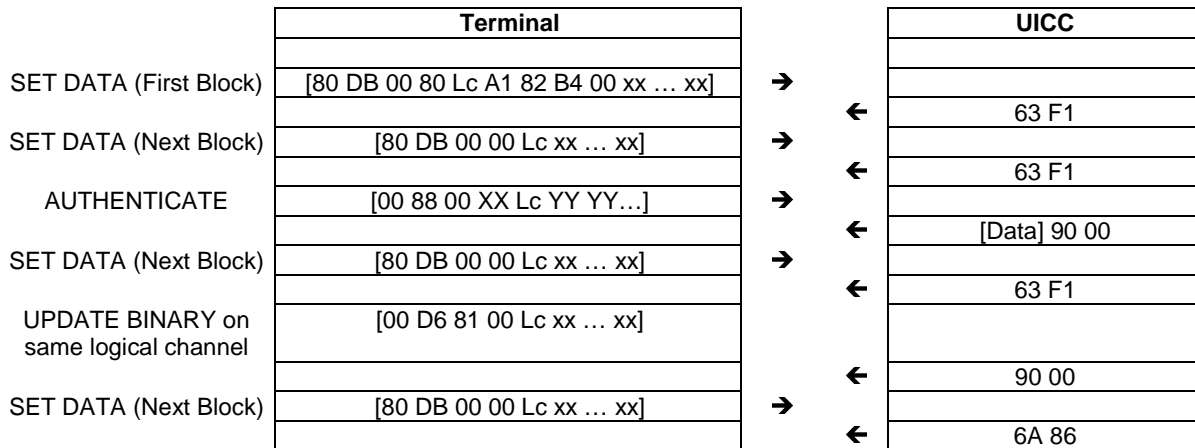 Terminal UICC
SET DATA (First Block) [80 DB 00 80 Lc A1 82 B4 00 xx … xx] ➔
🡰 63 F1
SET DATA (Next Block) [80 DB 00 00 Lc xx … xx] ➔
🡰 63 F1
AUTHENTICATE [00 88 00 XX Lc YY YY…] ➔
🡰 [Data] 90 00
SET DATA (Next Block) [80 DB 00 00 Lc xx … xx] ➔
🡰 63 F1
UPDATE BINARY on [00 D6 81 00 Lc xx … xx]
same logical channel
🡰 90 00
SET DATA (Next Block) [80 DB 00 00 Lc xx … xx] ➔
🡰 6A 86